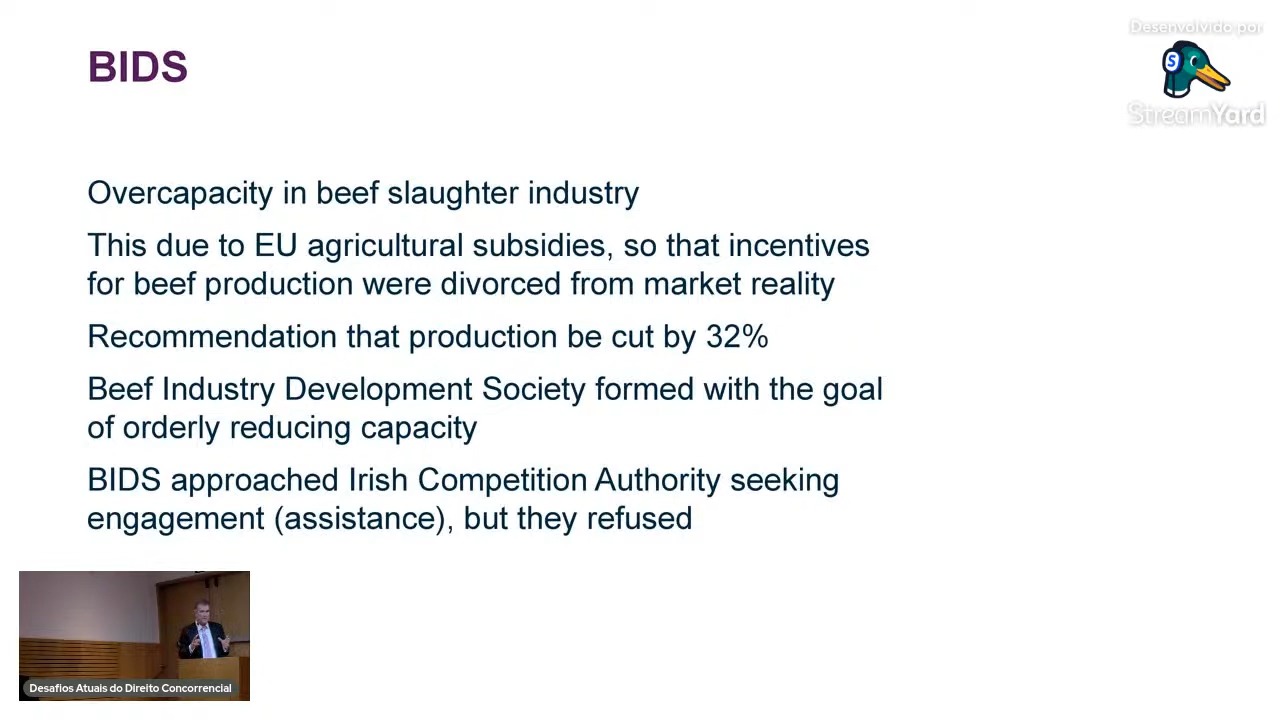 Desenvolvido por
StreamYard
BIDS
Overcapacity in beef slaughter industry
This due to EU agricultural subsidies, so that incentives
for beef production were divorced from market reality
Recommendation that production be cut by 32%
Beef Industry Development Society formed with the goal
of orderly reducing capacity
BIDS approached Irish Competition Authority seeking
engagement (assistance), but they refused
Desafios Atuais do Direito Concorrencial